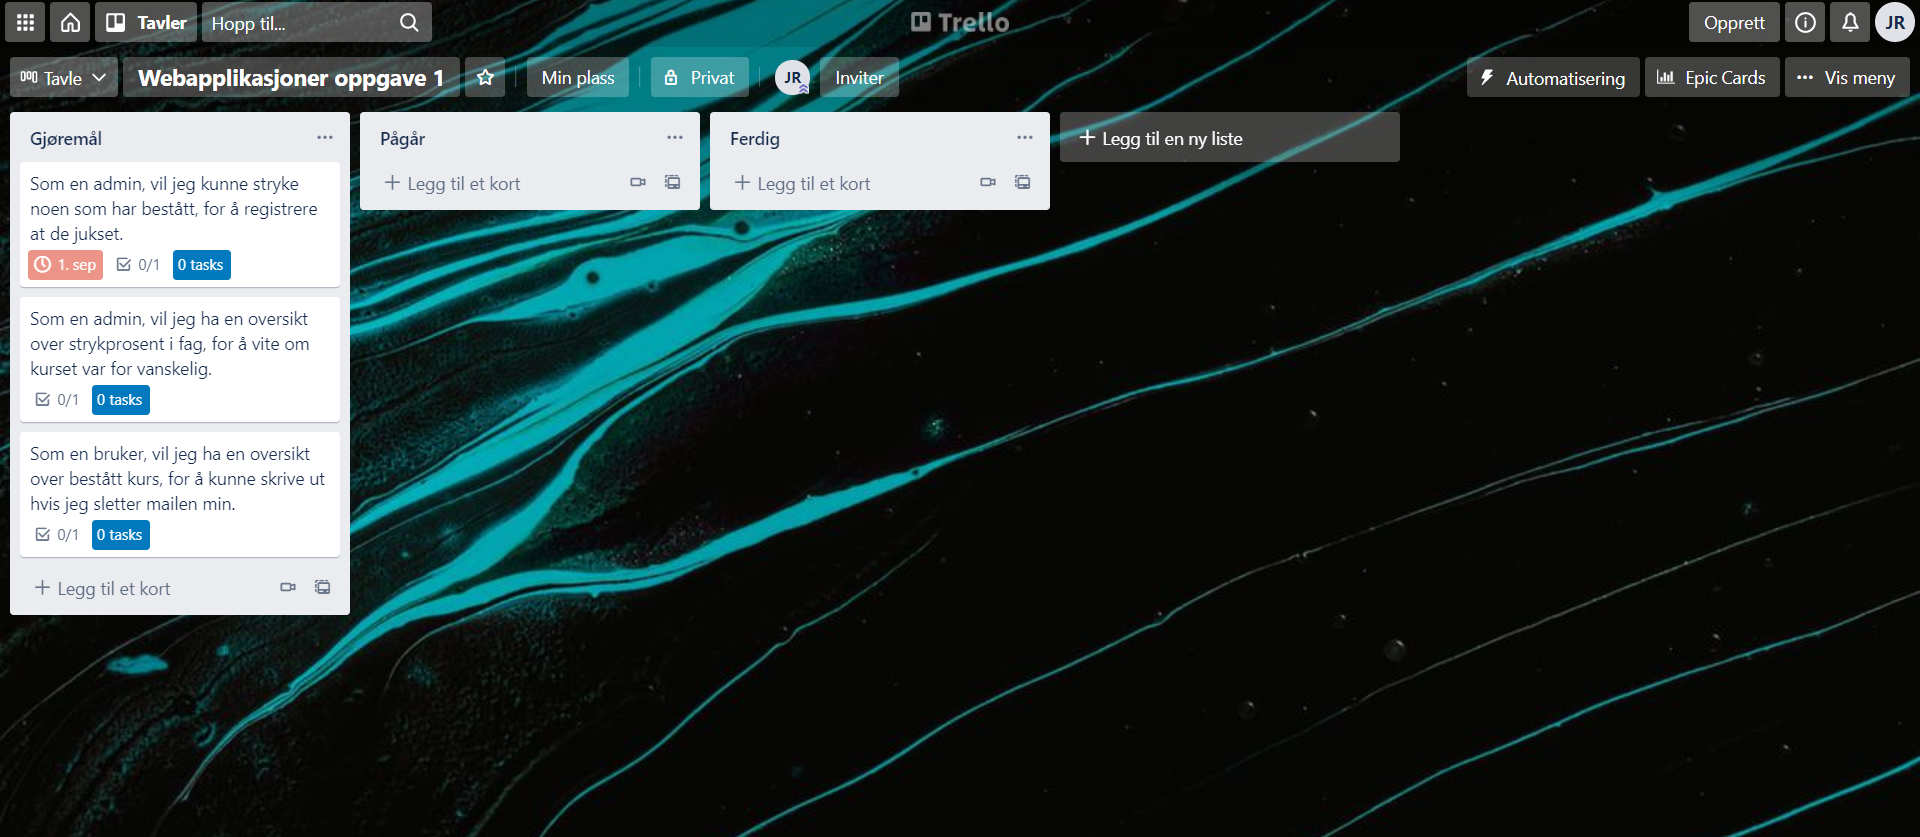 Tavler
Hopp til...
Trello
Opprett
JR
Tavle
Webapplikasjoner oppgave 1
Min plass
Privat
JR
Inviter
Automatisering
Epic Cards
Vis meny
Gjøremål
Som en admin, vil jeg kunne stryke
noen som har bestått, for å registrere
at de jukset.
1. sep
0/1
0 tasks
Som en admin, vil jeg ha en oversikt
over strykprosent i fag, for å vite om
kurset var for vanskelig.
0/1
0 tasks
Som en bruker, vil jeg ha en oversikt
over bestått kurs, for å kunne skrive ut
hvis jeg sletter mailen min.
0/1
0 tasks
Legg til et kort
Pågår
Legg til et kort
Ferdig
Legg til et kort
Legg til en ny liste